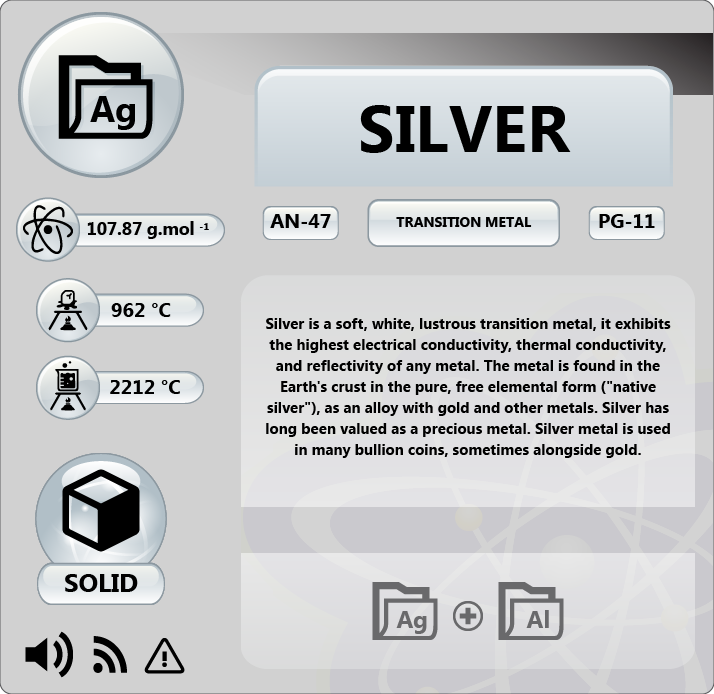 Ag
SILVER
107.87 g.mol -1
AN-47
TRANSITION METAL
PG-11
962 °C
2212 °C
Silver is a soft, white, lustrous transition metal, it exhibits
the highest electrical conductivity, thermal conductivity,
and reflectivity of any metal. The metal is found in the
Earth's crust in the pure, free elemental form ("native
silver"), as an alloy with gold and other metals. Silver has
long been valued as a precious metal. Silver metal is used
in many bullion coins, sometimes alongside gold.
SOLID
Ag + Al